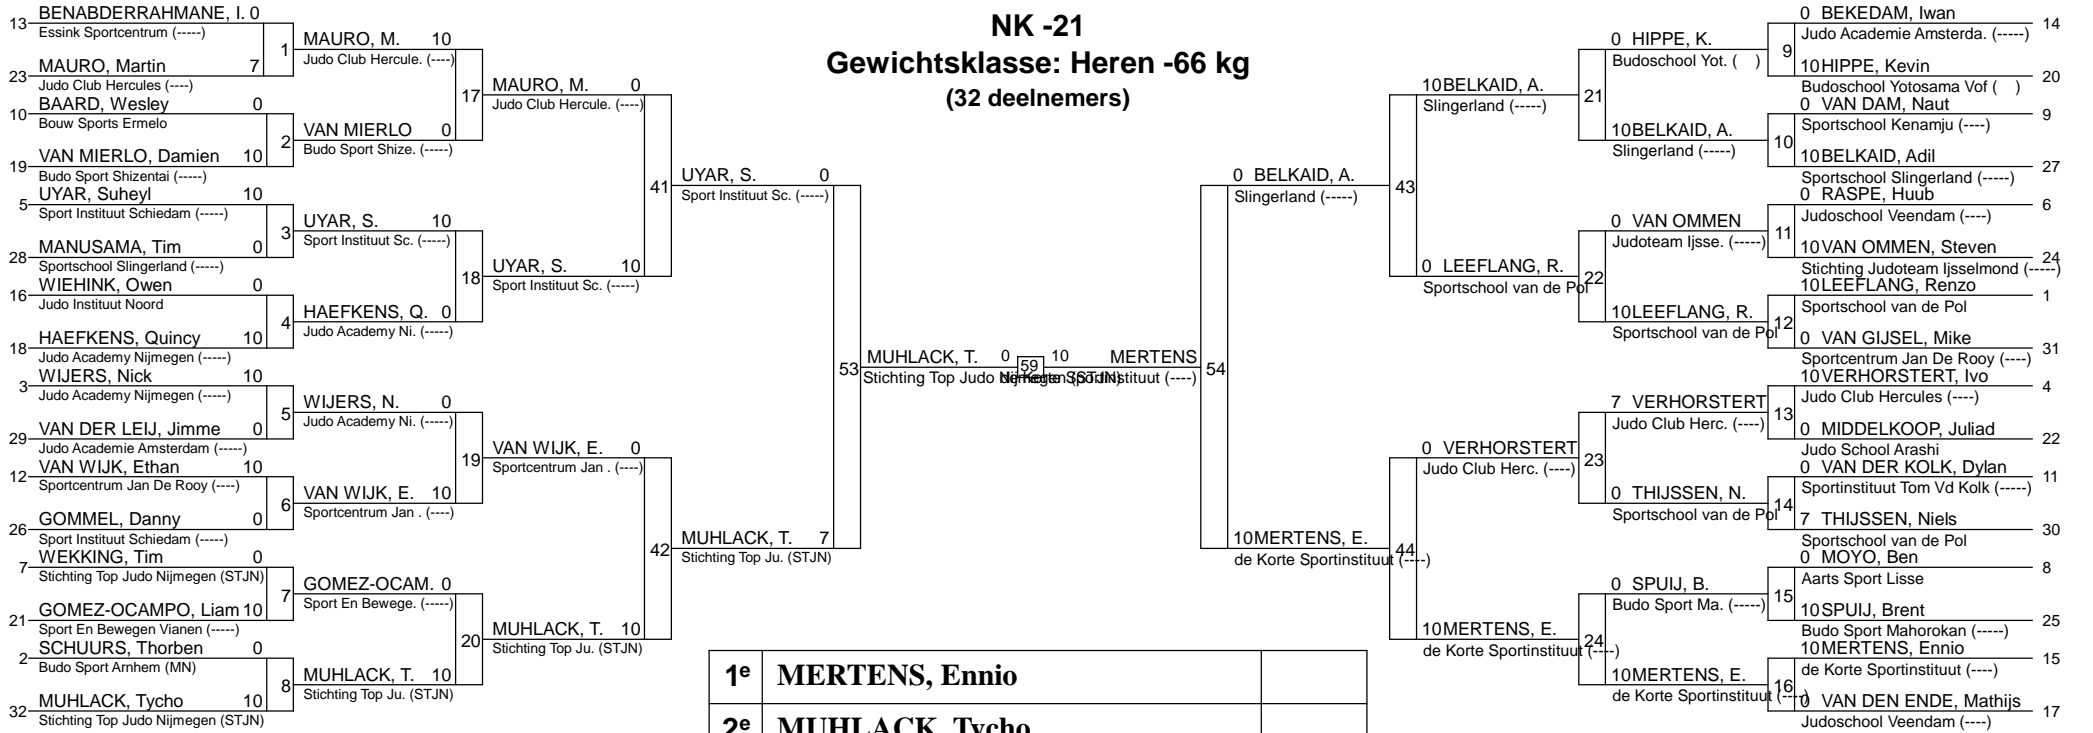 NK -21
Gewichtsklasse: Heren -66 kg
(32 deelnemers)
13 BENABDERRAHMANE, I. 0
Essink Sportcentrum (-----)
1
23 MAURO, Martin 7
Judo Club Hercules (----)
10 BAARD, Wesley 0
Bouw Sports Ermelo
2
19 VAN MIERLO, Damien 10
Budo Sport Shizentai (-----)
5 UYAR, Suheyl 10
Sport Instituut Schiedam (-----)
3
28 MANUSAMA, Tim 0
Sportschool Slingerland (-----)
16 WIEHINK, Owen 0
Judo Instituut Noord
4
18 HAEFKENS, Quincy 10
Judo Academy Nijmegen (-----)
3 WIJERS, Nick 10
Judo Academy Nijmegen (-----)
5
29 VAN DER LEIJ, Jimme 0
Judo Academie Amsterdam (-----)
12 VAN WIJK, Ethan 10
Sportcentrum Jan De Rooy (----)
6
26 GOMMEL, Danny 0
Sport Instituut Schiedam (-----)
7 WEKKING, Tim 0
Stichting Top Judo Nijmegen (STJN)
7
21 GOMEZ-OCAMPO, Liam 10
Sport En Bewegen Vianen (-----)
2 SCHUURS, Thorben 0
Budo Sport Arnhem (MN)
8
32 MUHLACK, Tycho 10
Stichting Top Judo Nijmegen (STJN)
MAURO, M. 10
Judo Club Hercule. (----)
17
VAN MIERLO 0
Budo Sport Shize. (-----)
UYAR, S. 10
Sport Instituut Sc. (-----)
18
HAEFKENS, Q. 0
Judo Academy Ni. (-----)
WIJERS, N. 0
Judo Academy Ni. (-----)
19
VAN WIJK, E. 10
Sportcentrum Jan . (----)
GOMEZ-OCAM. 0
Sport En Bewege. (-----)
20
MUHLACK, T. 10
Stichting Top Ju. (STJN)
MAURO, M. 0
Judo Club Hercule. (----)
41
UYAR, S. 10
Sport Instituut Sc. (-----)
VAN WIJK, E. 0
Sportcentrum Jan . (----)
42
MUHLACK, T. 10
Stichting Top Ju. (STJN)
UYAR, S. 0
Sport Instituut Sc. (-----)
53
MUHLACK, T. 7
Stichting Top Ju. (STJN)
MUHLACK, T. 0 59 10 MERTENS
Stichting Top Judo Nijmegen (STJN) de Korte Sportinstituut (----)
0 BELKAID, A.
Slingerland (-----)
54
10 MERTENS, E.
de Korte Sportinstituut (----)
10 BELKAID, A.
Slingerland (-----)
43
0 LEEFLANG, R.
Sportschool van de Pol
0 VERHORSTERT
Judo Club Herc. (----)
44
10 MERTENS, E.
de Korte Sportinstituut (----)
0 HIPPE, K.
Budoschool Yot. ( )
21
10 BELKAID, A.
Slingerland (-----)
0 VAN OMMEN
Judoteam Ijsse. (-----)
22
10 LEEFLANG, R.
Sportschool van de Pol
7 VERHORSTERT
Judo Club Herc. (----)
23
0 THIJSSEN, N.
Sportschool van de Pol
0 SPUIJ, B.
Budo Sport Ma. (-----)
24
10 MERTENS, E.
de Korte Sportinstituut (----)
0 BEKEDAM, Iwan 14
Judo Academie Amsterda. (-----)
9
10 HIPPE, Kevin 20
Budoschool Yotosama Vof ( )
0 VAN DAM, Naut 9
Sportschool Kenamju (----)
10
10 BELKAID, Adil 27
Sportschool Slingerland (-----)
0 RASPE, Huub 6
Judoschool Veendam (----)
11
10 VAN OMMEN, Steven 24
Stichting Judoteam Ijsselmond (-----)
10 LEEFLANG, Renzo 1
Sportschool van de Pol
12
0 VAN GIJSEL, Mike 31
Sportcentrum Jan De Rooy (----)
10 VERHORSTERT, Ivo 4
Judo Club Hercules (----)
13
0 MIDDELKOOP, Juliad 22
Judo School Arashi
0 VAN DER KOLK, Dylan 11
Sportinstituut Tom Vd Kolk (-----)
14
7 THIJSSEN, Niels 30
Sportschool van de Pol
0 MOYO, Ben 8
Aarts Sport Lisse
15
10 SPUIJ, Brent 25
Budo Sport Mahorokan (-----)
10 MERTENS, Ennio 15
de Korte Sportinstituut (----)
16
0 VAN DEN ENDE, Mathijs 17
Judoschool Veendam (----)
1e MERTENS, Ennio
2e MUHLACK, Tycho